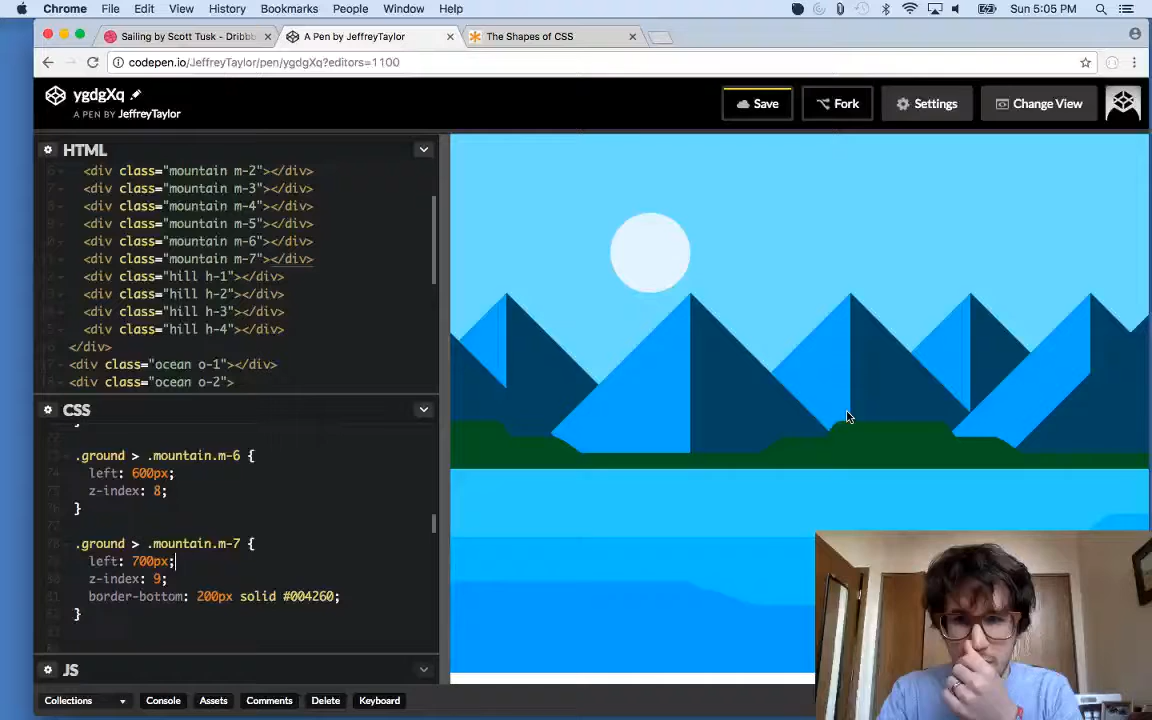 Chrome File Edit View History Bookmarks People Window Help
Sun 5:05 PM
Sailing by Scott Tusk - Dribbb
A Pen by JeffreyTaylor
The Shapes of CSS
codepen.io/JeffreyTaylor/pen/ygdgXq?editors=1100
ygdgXq
A PEN BY JeffreyTaylor
Save
Fork
Settings
Change View
HTML
<div class="mountain m-2"></div>
<div class="mountain m-3"></div>
<div class="mountain m-4"></div>
<div class="mountain m-5"></div>
<div class="mountain m-6"></div>
<div class="mountain m-7"></div>
<div class="hill h-1"></div>
<div class="hill h-2"></div>
<div class="hill h-3"></div>
<div class="hill h-4"></div>
</div>
<div class="ocean o-1"></div>
<div class="ocean o-2">
CSS
}
.ground > .mountain.m-6 {
left: 600px;
z-index: 8;
}
.ground > .mountain.m-7 {
left: 700px;
z-index: 9;
border-bottom: 200px solid #004260;
}
JS
Collections
Console
Assets
Comments
Delete
Keyboard